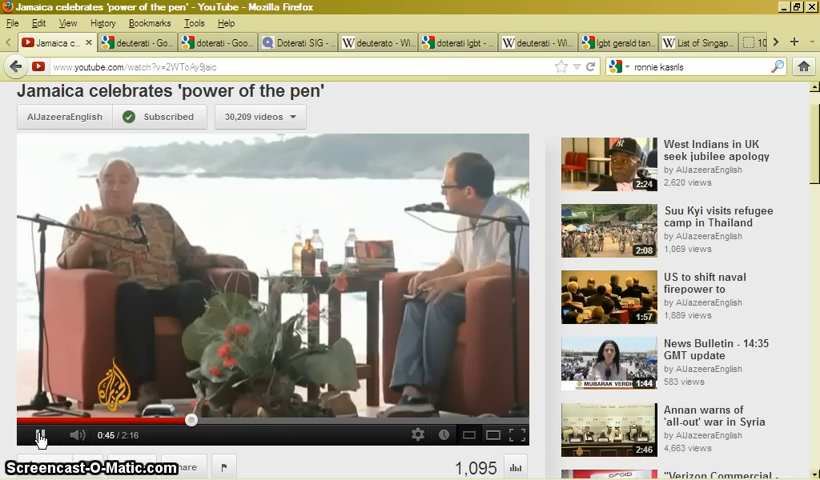 Jamaica celebrates 'power of the pen' - YouTube - Mozilla Firefox
File Edit View History Bookmarks Tools Help
Jamaica c... deuterati - Go... doterati - Goo... Doterati SIG - ... deuterato - Wi... doterati lgbt - ... deuterati - Wi... lgbt gerald tan... List of Singap... 10
www.youtube.com/watch?v=2WToAy9jaic ronnie kasrils
Jamaica celebrates 'power of the pen'
AlJazeeraEnglish Subscribed 30,209 videos
West Indians in UK
seek jubilee apology
by AlJazeeraEnglish
2,620 views
2:24
Suu Kyi visits refugee
camp in Thailand
by AlJazeeraEnglish
1,069 views
2:08
US to shift naval
firepower to
by AlJazeeraEnglish
1,889 views
1:57
News Bulletin - 14:35
GMT update
by AlJazeeraEnglish
583 views
MUBARAK VERDI
1:44
Annan warns of
'all-out' war in Syria
by AlJazeeraEnglish
4,663 views
2:46
"Verizon Commercial -
0:45 / 2:16
hare
1,095
Screencast-O-Matic.com